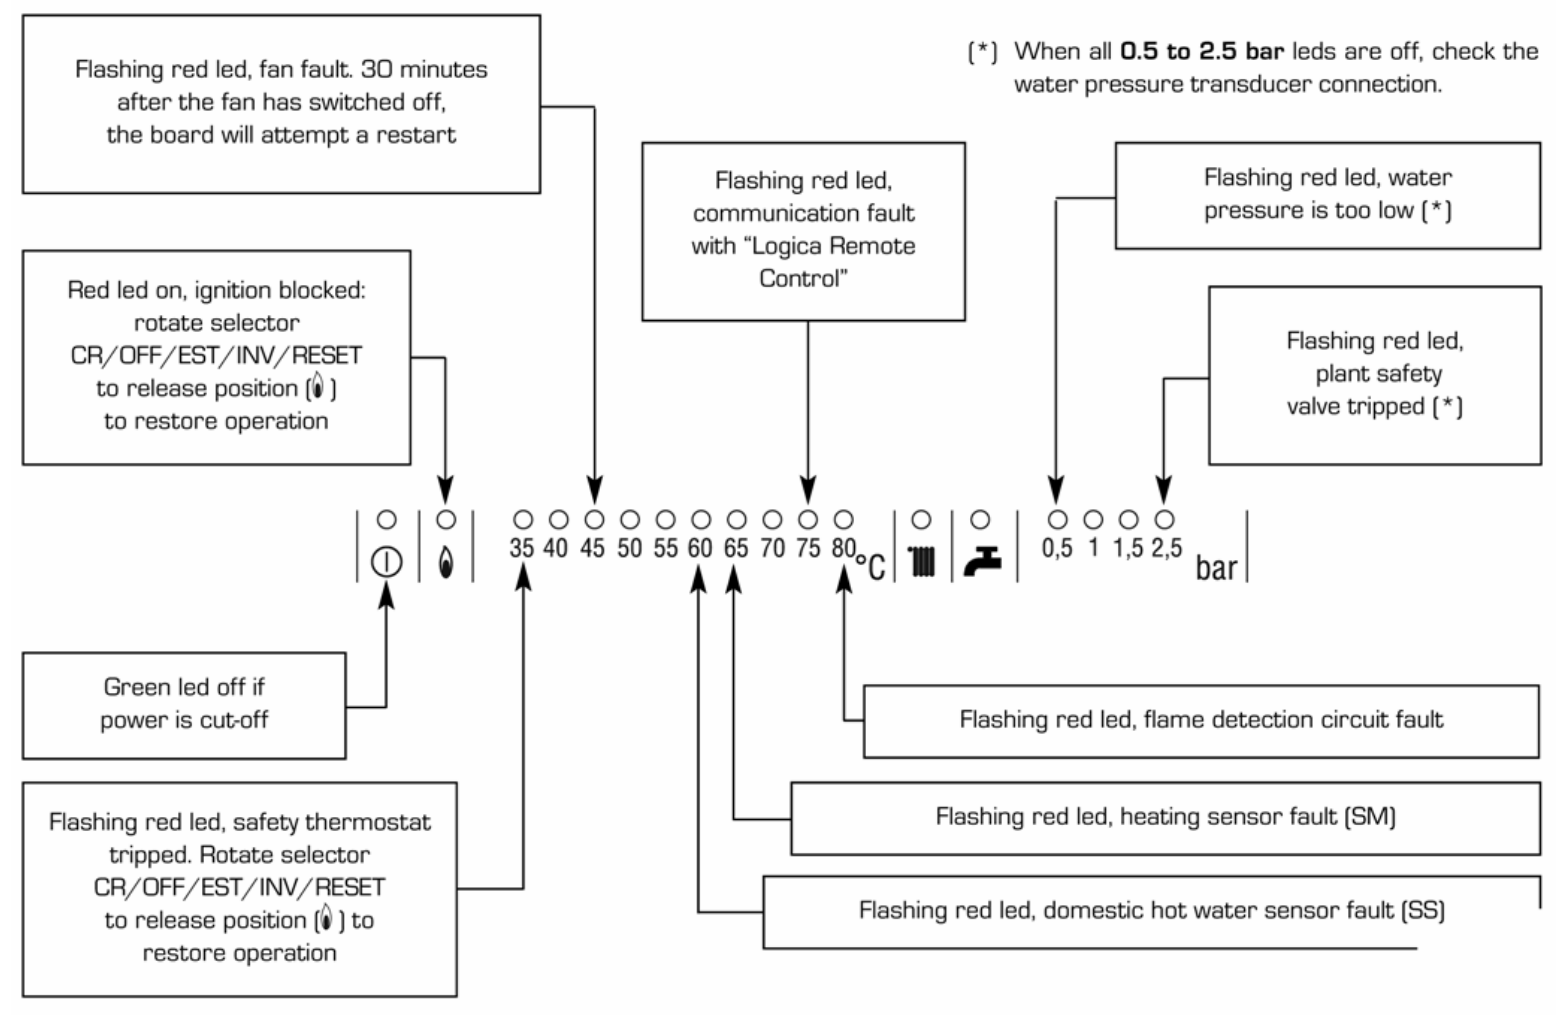 Flashing red led, fan fault. 30 minutes
after the fan has switched off,
the board will attempt a restart
(*) When all 0.5 to 2.5 bar leds are off, check the
water pressure transducer connection.
Flashing red led,
communication fault
with “Logica Remote
Control”
Flashing red led, water
pressure is too low (*)
Red led on, ignition blocked:
rotate selector
CR/OFF/EST/INV/RESET
to release position ( )
to restore operation
Flashing red led,
plant safety
valve tripped (*)
35 40 45 50 55 60 65 70 75 80 °C
0,5 1 1,5 2,5 bar
Green led off if
power is cut-off
Flashing red led, flame detection circuit fault
Flashing red led, safety thermostat
tripped. Rotate selector
CR/OFF/EST/INV/RESET
to release position ( ) to
restore operation
Flashing red led, heating sensor fault (SM)
Flashing red led, domestic hot water sensor fault (SS)